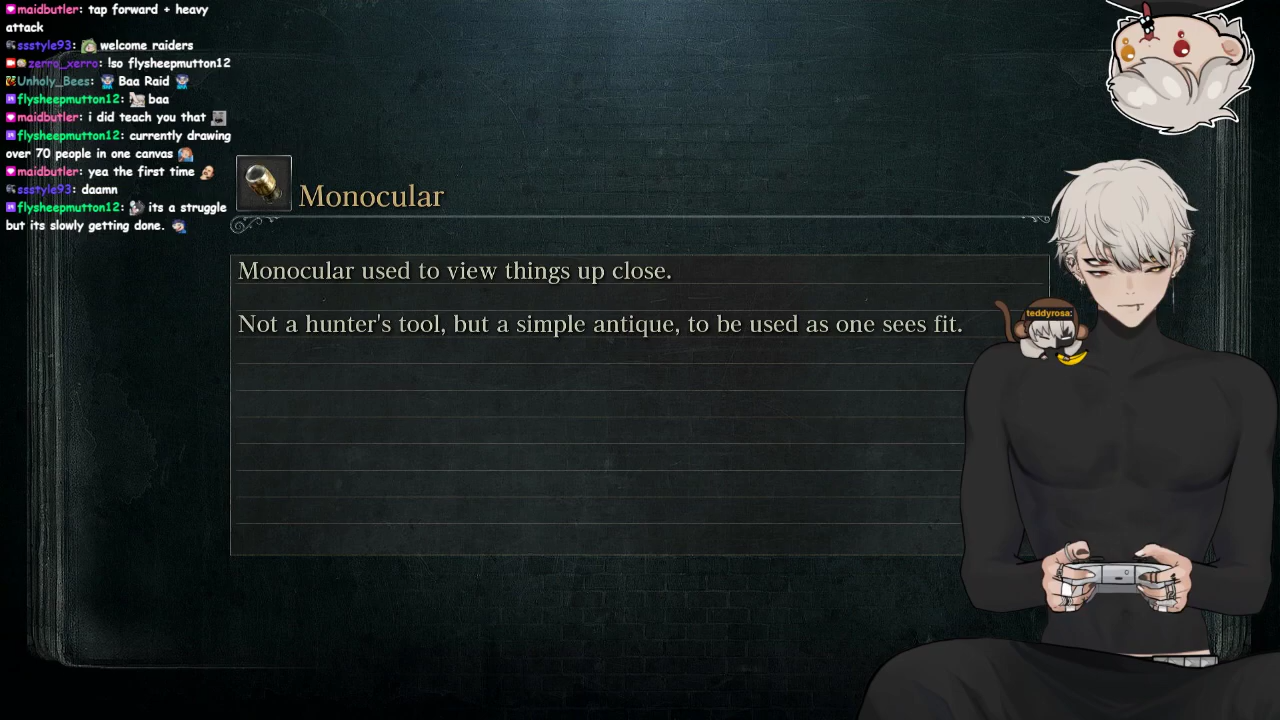 maidbutler: tap forward + heavy
attack
ssstyle93: welcome raiders
zerro_xerro: !so flysheepmutton12
Unholy_Bees: Baa Raid
flysheepmutton12: baa
maidbutler: i did teach you that
flysheepmutton12: currently drawing
over 70 people in one canvas
maidbutler: yea the first time
ssstyle93: daamn
flysheepmutton12: its a struggle
but its slowly getting done.
Monocular
Monocular used to view things up close.
Not a hunter's tool, but a simple antique, to be used as one sees fit.
teddyrosa: